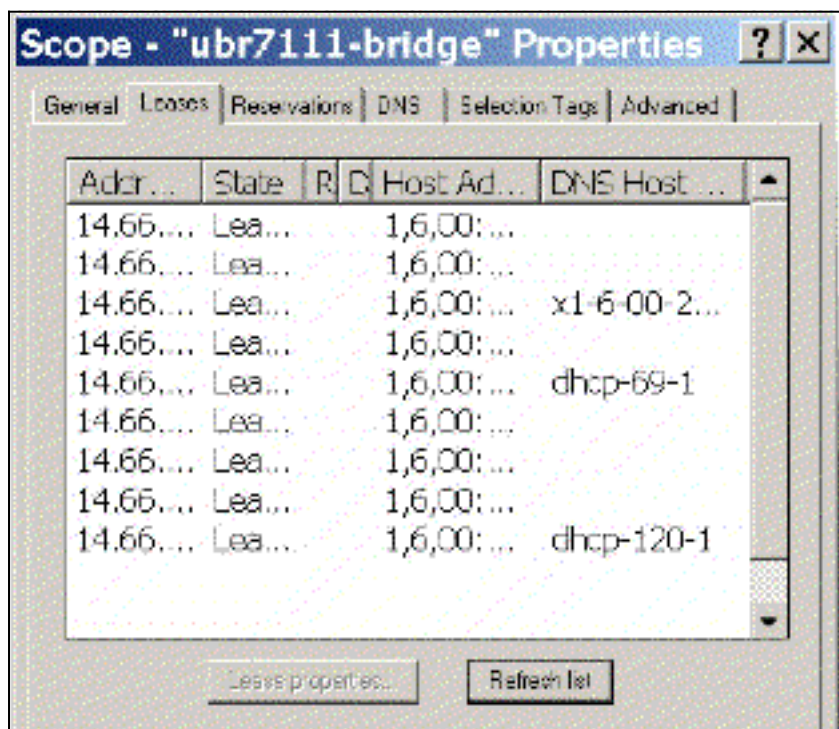 Scope - "ubr7111-bridge" Properties ? ×
General Leases Reservations DNS Selection Tags Advanced
Addr... State R D Host Ad... DNS Host ...
14.66.... Lea... 1,6,00:...
14.66.... Lea... 1,6,00:...
14.66.... Lea... 1,6,00:... x1-6-00-2...
14.66.... Lea... 1,6,00:...
14.66.... Lea... 1,6,00:... dhcp-69-1
14.66.... Lea... 1,6,00:...
14.66.... Lea... 1,6,00:...
14.66.... Lea... 1,6,00:...
14.66.... Lea... 1,6,00:... dhcp-120-1
Lease properties... Refresh list